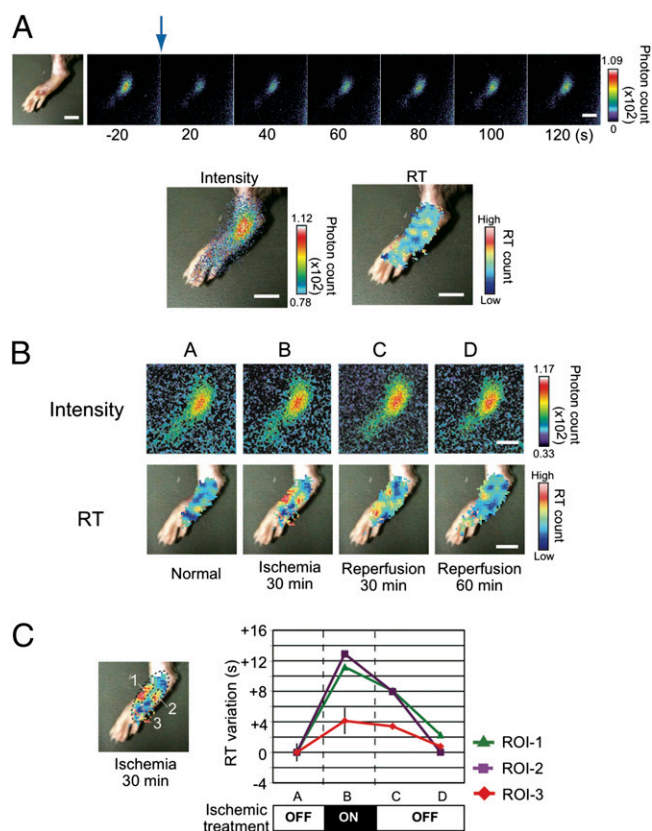 A
-20 20 40 60 80 100 120 (s)
1.09
Photon count
(x10²)
0
Intensity
1.12
Photon count
(x10²)
0.78
RT
High
RT count
Low
B
A B C D
Intensity
1.17
Photon count
(x10²)
0.33
RT
High
RT count
Low
Normal
Ischemia
30 min
Reperfusion
30 min
Reperfusion
60 min
C
1
2
3
Ischemia
30 min
RT variation (s)
+16
+12
+8
+4
0
-4
A B C D
Ischemic
treatment
OFF ON OFF
ROI-1
ROI-2
ROI-3